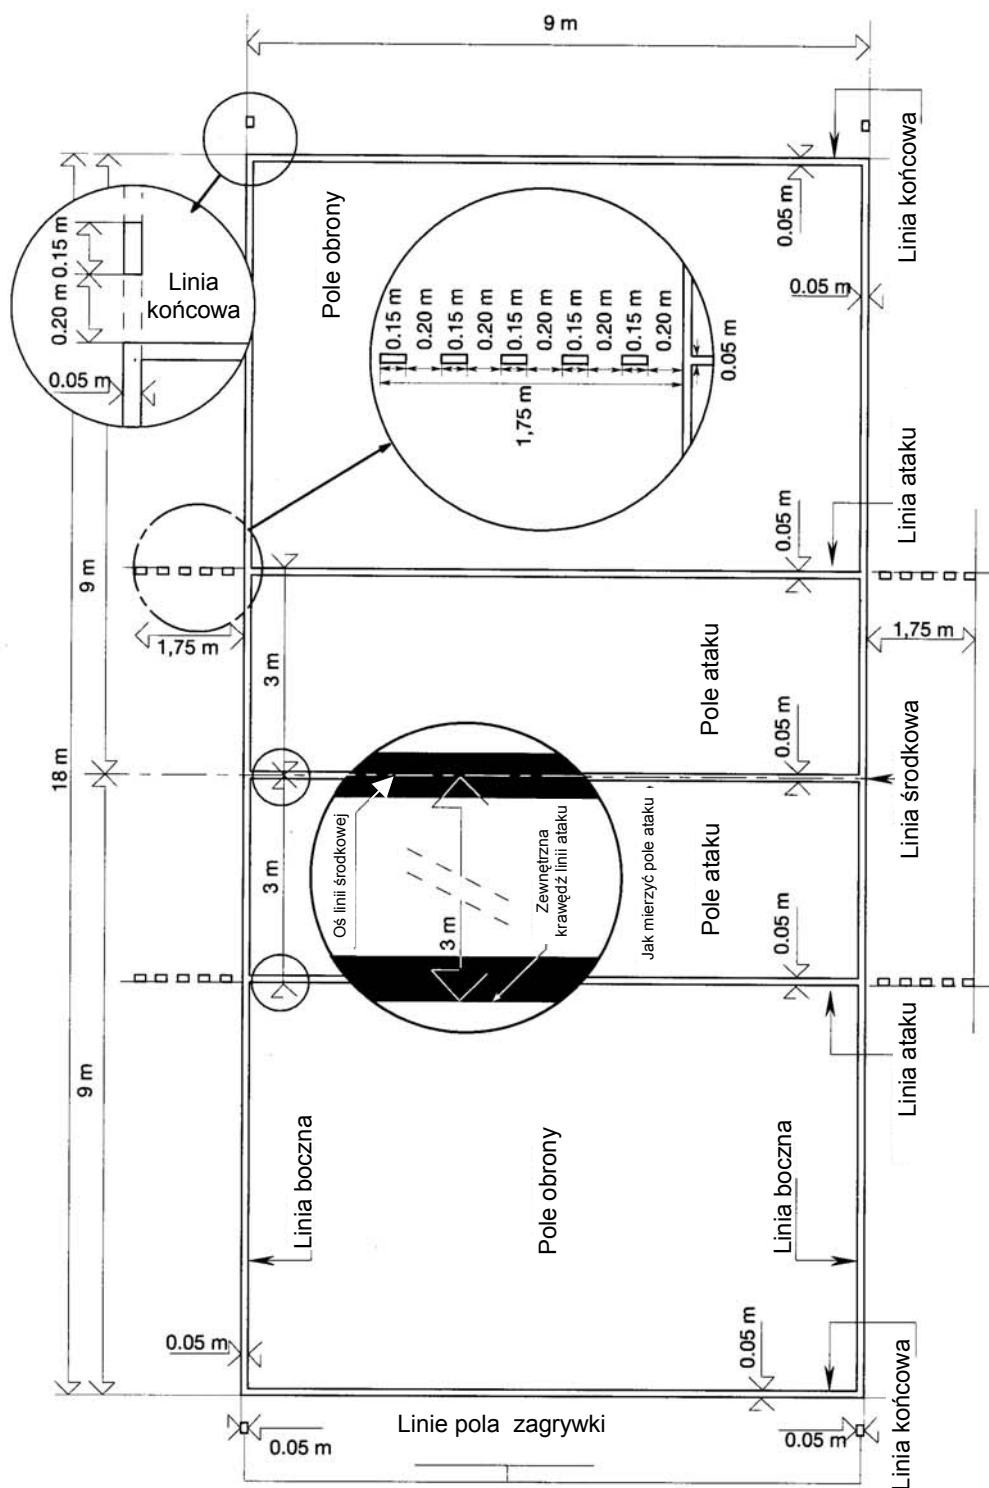 9 m
Linia końcowa
0.05 m
0.05 m
Pole obrony
0.15 m
0.20 m
Linia
końcowa
0.05 m
0.15 m
0.20 m
0.15 m
0.20 m
0.15 m
0.20 m
0.15 m
0.20 m
0.15 m
0.20 m
1,75 m
0.05 m
Linia ataku
0.05 m
9 m
1,75 m
1,75 m
3 m
Pole ataku
0.05 m
18 m
Linia środkowa
3 m
Oś linii środkowej
3 m
Zewnętrzna
krawędź linii ataku
Jak mierzyć pole ataku
Pole ataku
0.05 m
Linia ataku
9 m
Linia boczna
Pole obrony
Linia boczna
0.05 m
0.05 m
Linia końcowa
Linie pola zagrywki
0.05 m
0.05 m